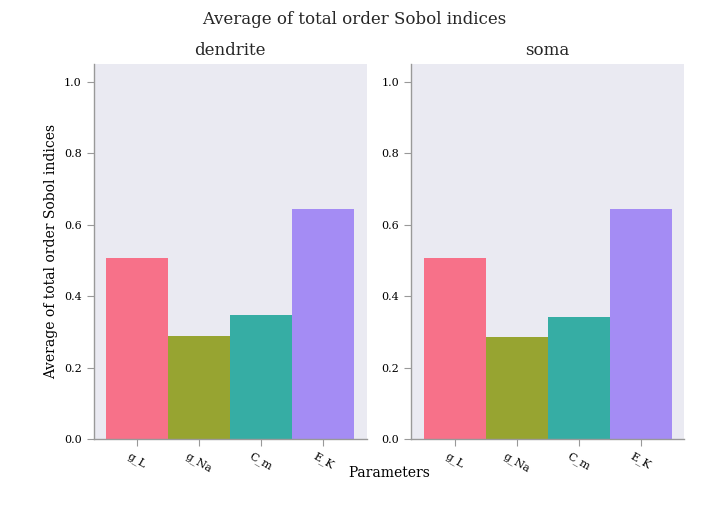 Average of total order Sobol indices
dendrite
soma
Average of total order Sobol indices
1.0
0.8
0.6
0.4
0.2
0.0
g_L
g_Na
C_m
E_K
1.0
0.8
0.6
0.4
0.2
0.0
g_L
g_Na
C_m
E_K
Parameters